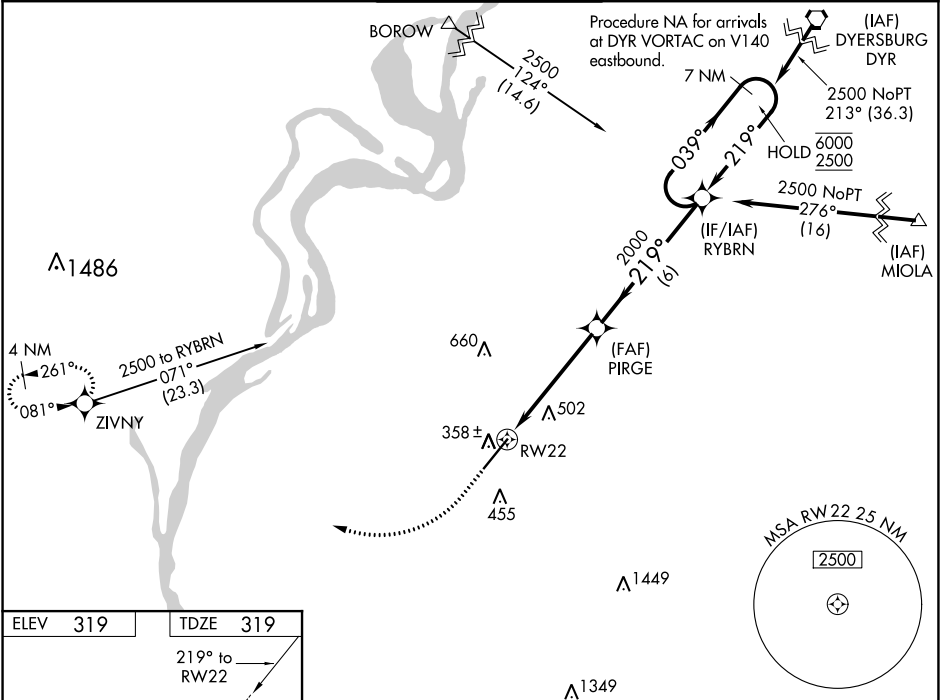 BOROW
2500
124°
(14.6)
Procedure NA for arrivals
at DYR VORTAC on V140
eastbound.
(IAF)
DYERSBURG
DYR
7 NM
2500 NoPT
213° (36.3)
039°
219°
HOLD
6000
2500
2500 NoPT
276°
(16)
(IF/IAF)
RYBRN
(IAF)
MIOLA
2000
219°
(6)
1486
4 NM
261°
081°
ZIVNY
2500 to RYBRN
071°
(23.3)
660
(FAF)
PIRGE
502
358 ±
RW22
455
MSA RW 22 25 NM
2500
1449
1349
ELEV 319
TDZE 319
219° to
RW22